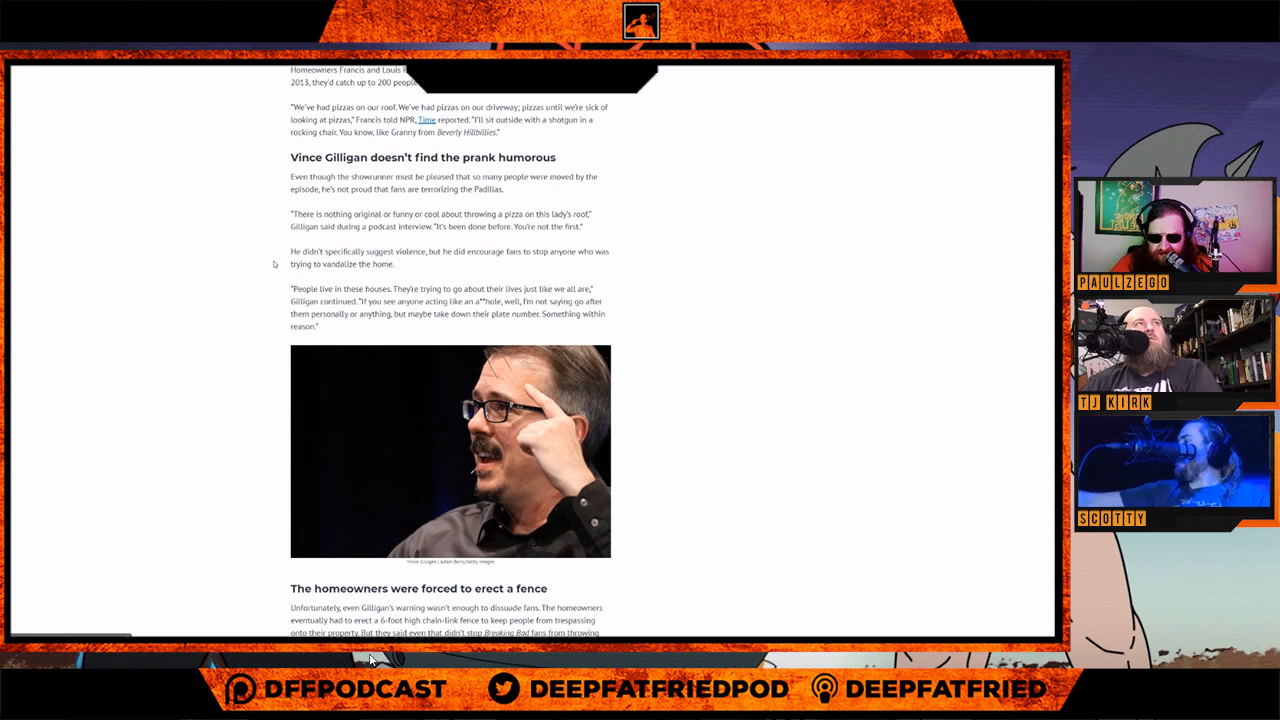 Homeowners Francis and Louis
2013, they'd catch up to 200 people
"We've had pizzas on our roof. We've had pizzas on our driveway; pizzas until we're sick of
looking at pizzas," Francis told NPR, Time reported. "I'll sit outside with a shotgun in a
rocking chair. You know, like Granny from Beverly Hillbillies."
Vince Gilligan doesn't find the prank humorous
Even though the showrunner must be pleased that so many people were moved by the
episode, he's not proud that fans are terrorizing the Padillas.
"There is nothing original or funny or cool about throwing a pizza on this lady's roof,"
Gilligan said during a podcast interview. "It's been done before. You're not the first."
He didn't specifically suggest violence, but he did encourage fans to stop anyone who was
trying to vandalize the home.
"People live in these houses. They're trying to go about their lives just like we all are,"
Gilligan continued. "If you see anyone acting like an a**hole, well, I'm not saying go after
them personally or anything, but maybe take down their plate number. Something within
reason."
Vince Gilligan | Adam Berry/Getty Images
The homeowners were forced to erect a fence
Unfortunately, even Gilligan's warning wasn't enough to dissuade fans. The homeowners
eventually had to erect a 6-foot high chain-link fence to keep people from trespassing
onto their property. But they said even that didn't stop Breaking Bad fans from throwing
PAULZEGO
TJ KIRK
SCOTTY
DFFPODCAST
DEEPFATFRIEDPOD
DEEPFATFRIED